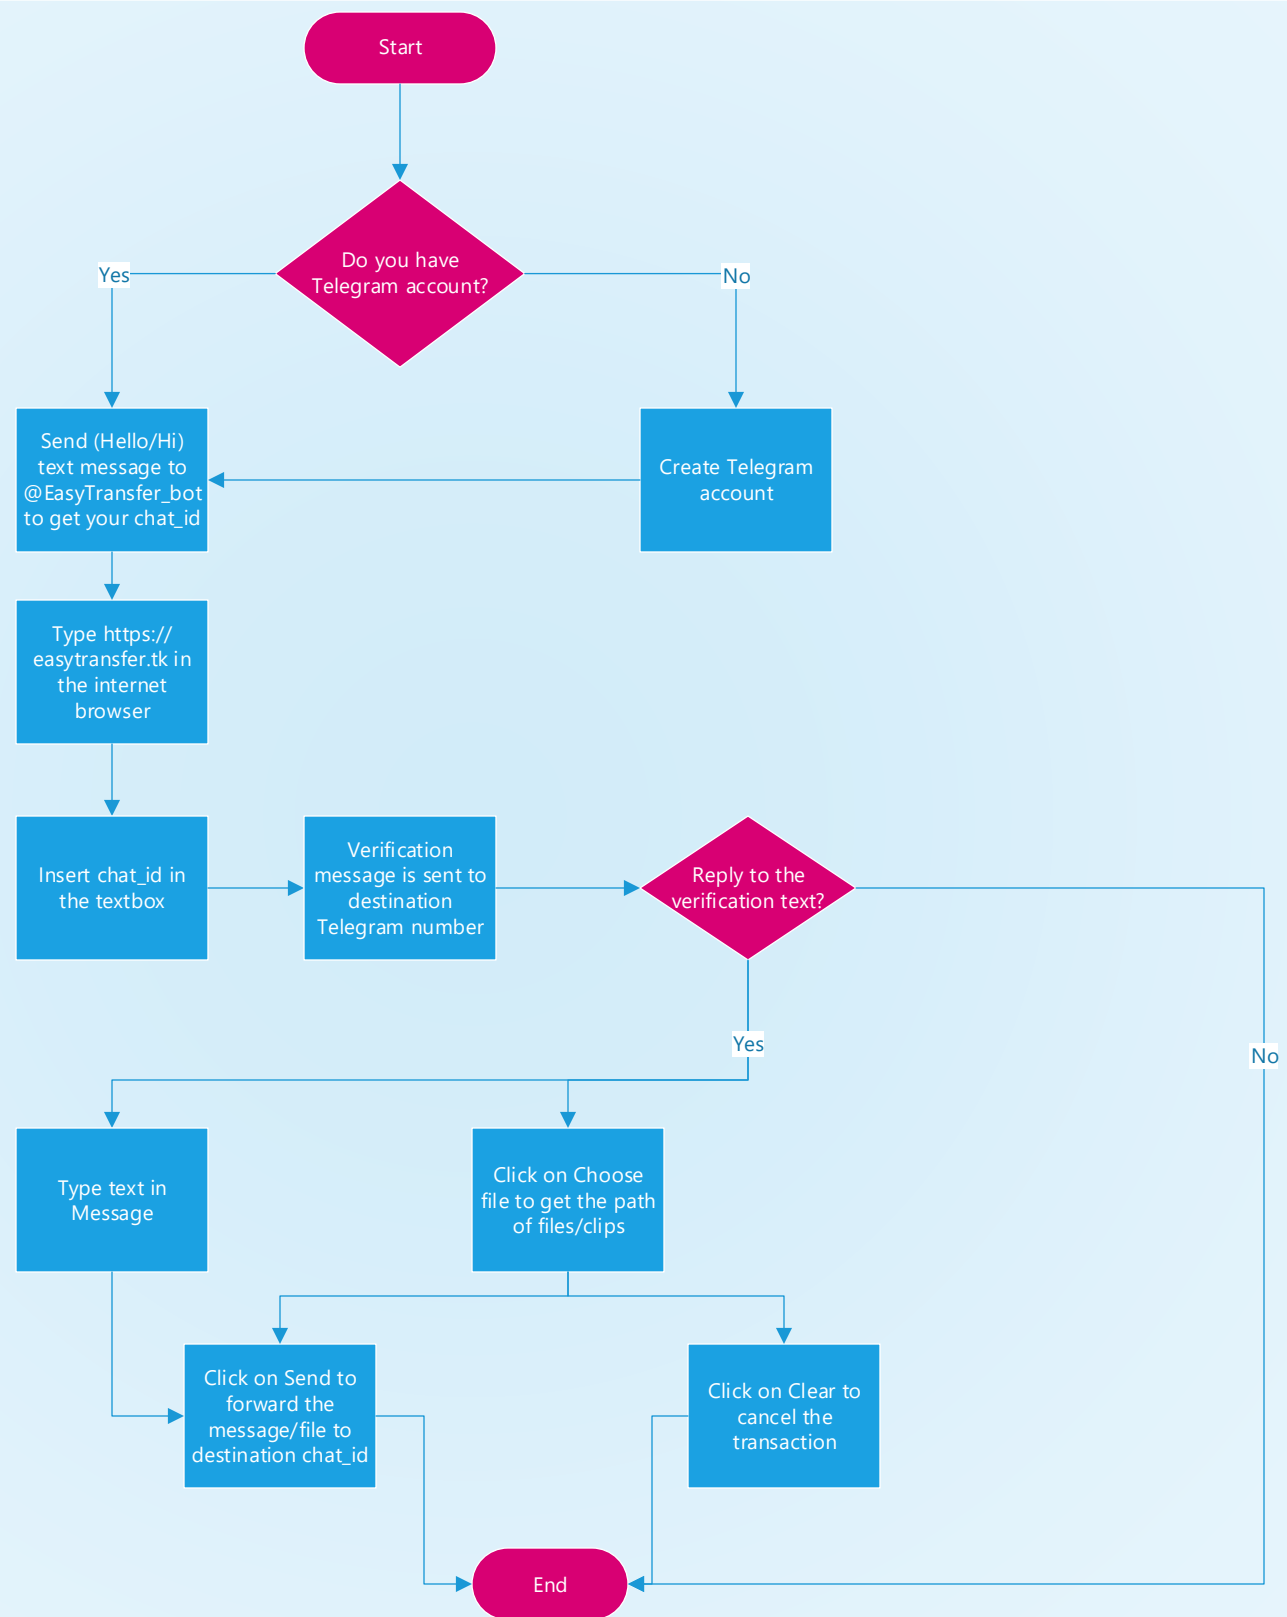 Start
Do you have
Telegram account?
Yes
No
Send (Hello/Hi)
text message to
@EasyTransfer_bot
to get your chat_id
Create Telegram
account
Type https://
easytransfer.tk in
the internet
browser
Insert chat_id in
the textbox
Verification
message is sent to
destination
Telegram number
Reply to the
verification text?
Yes
No
Type text in
Message
Click on Choose
file to get the path
of files/clips
Click on Send to
forward the
message/file to
destination chat_id
Click on Clear to
cancel the
transaction
End